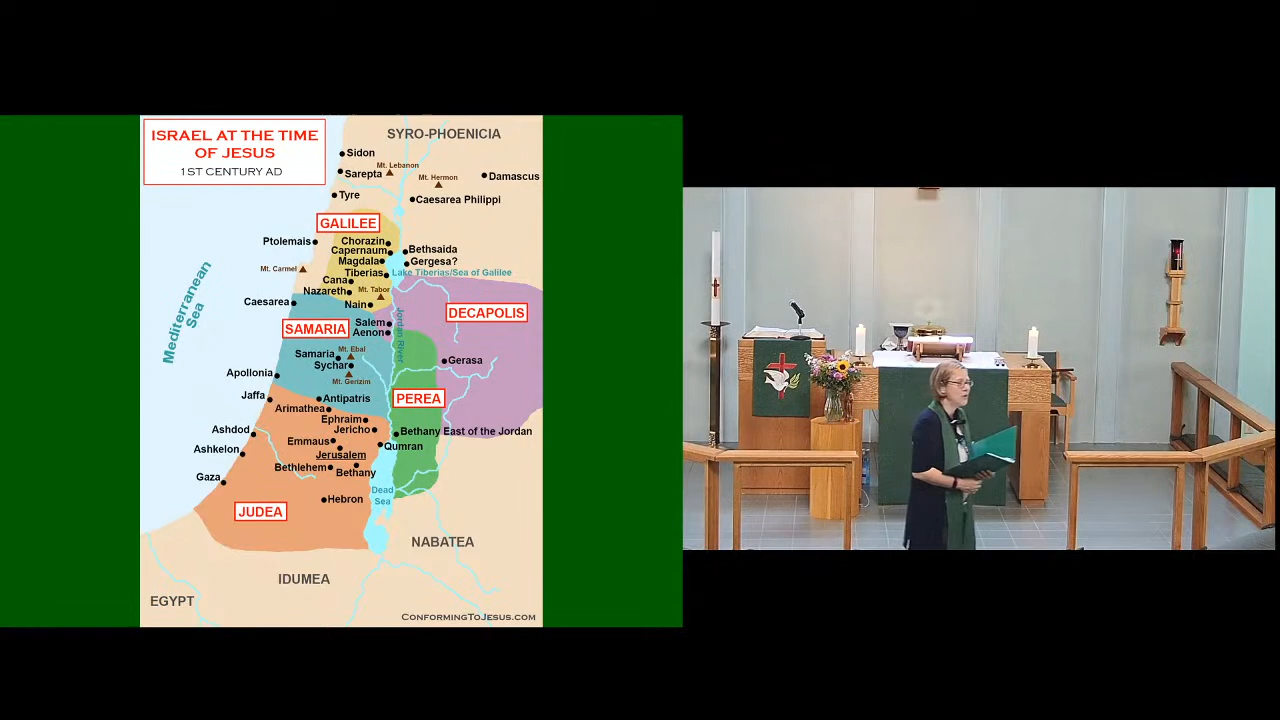 ISRAEL AT THE TIME
OF JESUS
1ST CENTURY AD
SYRO-PHOENICIA
Sidon
Mt. Lebanon
Sarepta
Mt. Hermon
Damascus
Tyre
Caesarea Philippi
GALILEE
Ptolemais
Chorazin
Capernaum
Bethsaida
Magdala
Gergesa?
Mt. Carmel
Tiberias
Lake Tiberias/Sea of Galilee
Cana
Nazareth
Mt. Tabor
Caesarea
Nain
Mediterranean
Sea
DECAPOLIS
SAMARIA
Salem
Aenon
Jordan River
Mt. Ebal
Samaria
Sychar
Gerasa
Apollonia
Mt. Gerizim
Jaffa
Antipatris
PEREA
Arimathea
Ephraim
Ashdod
Jericho
Bethany East of the Jordan
Emmaus
Qumran
Ashkelon
Jerusalem
Bethlehem
Bethany
Gaza
Dead
Sea
Hebron
JUDEA
NABATEA
IDUMEA
EGYPT
CONFORMINGTOJESUS.COM